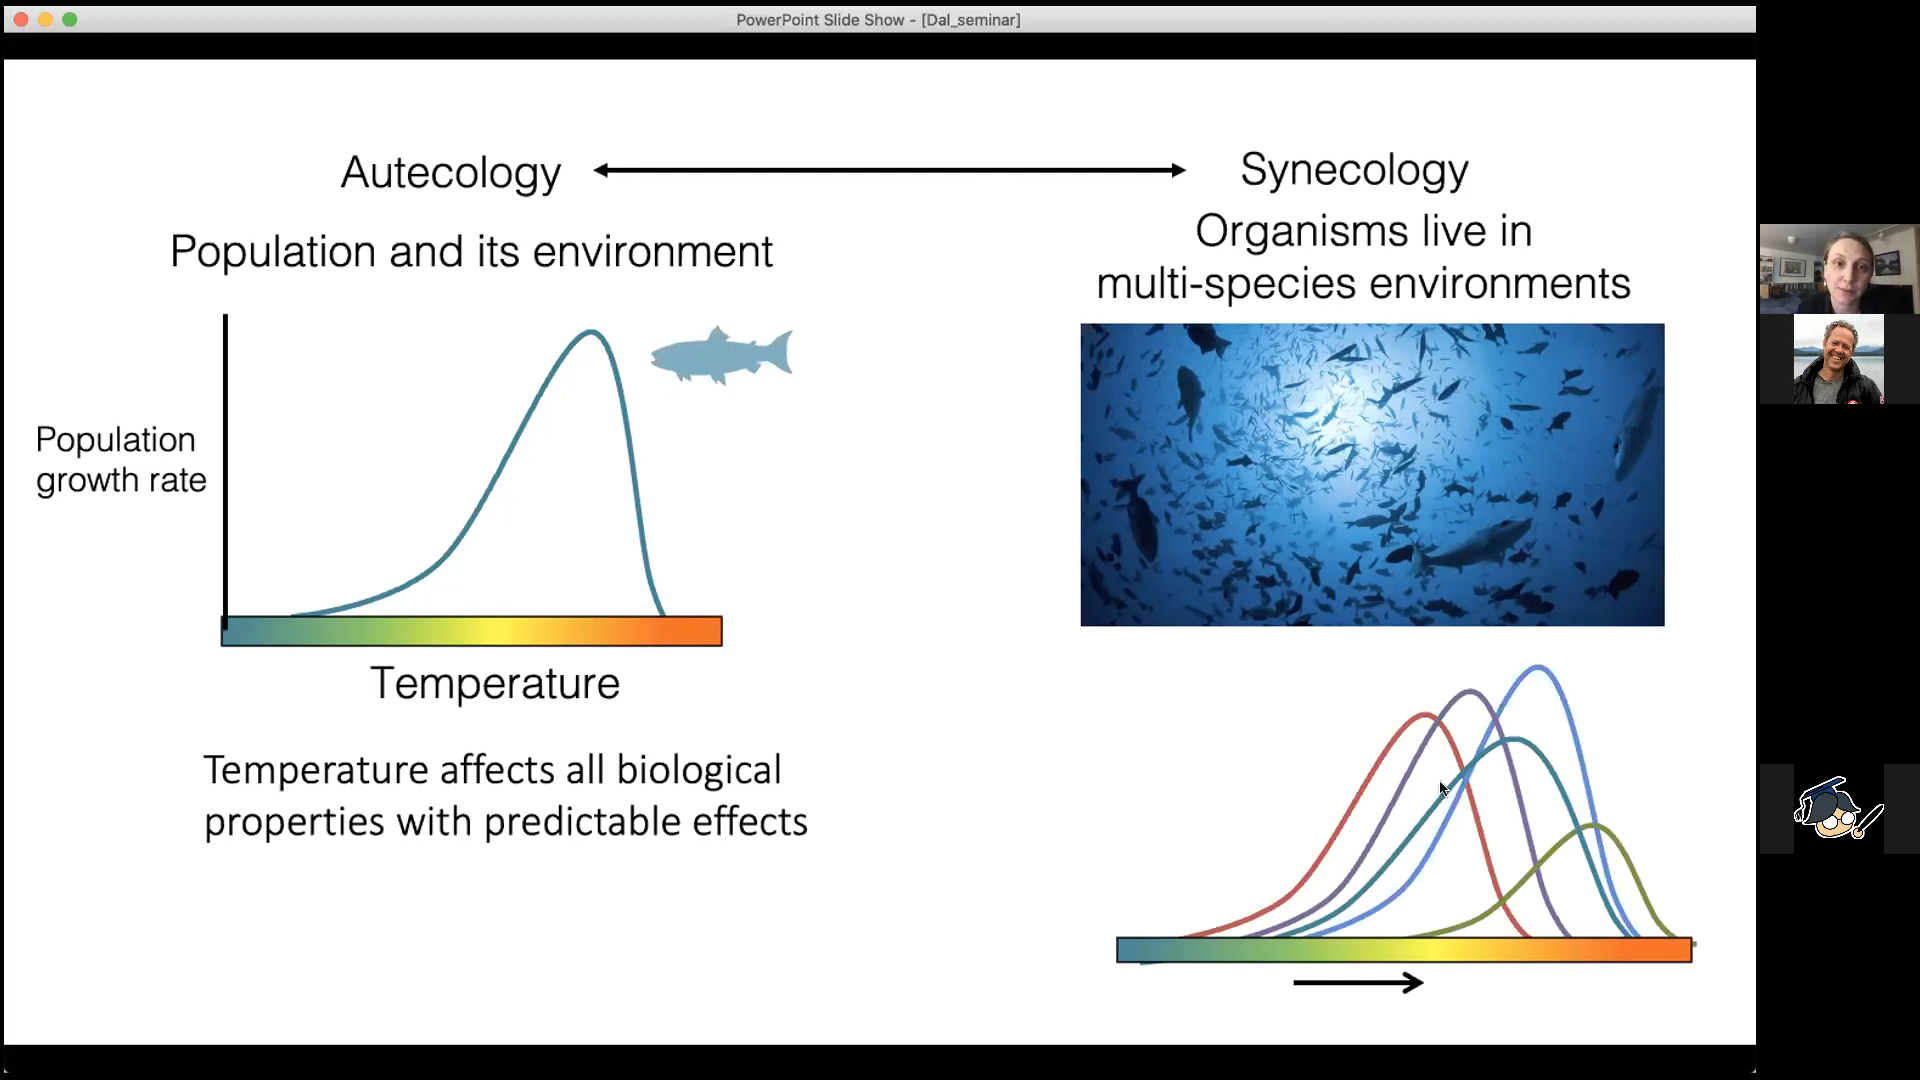 PowerPoint Slide Show - [Dal_seminar]
Autecology
Population and its environment
Population
growth rate
Temperature
Temperature affects all biological
properties with predictable effects
Synecology
Organisms live in
multi-species environments